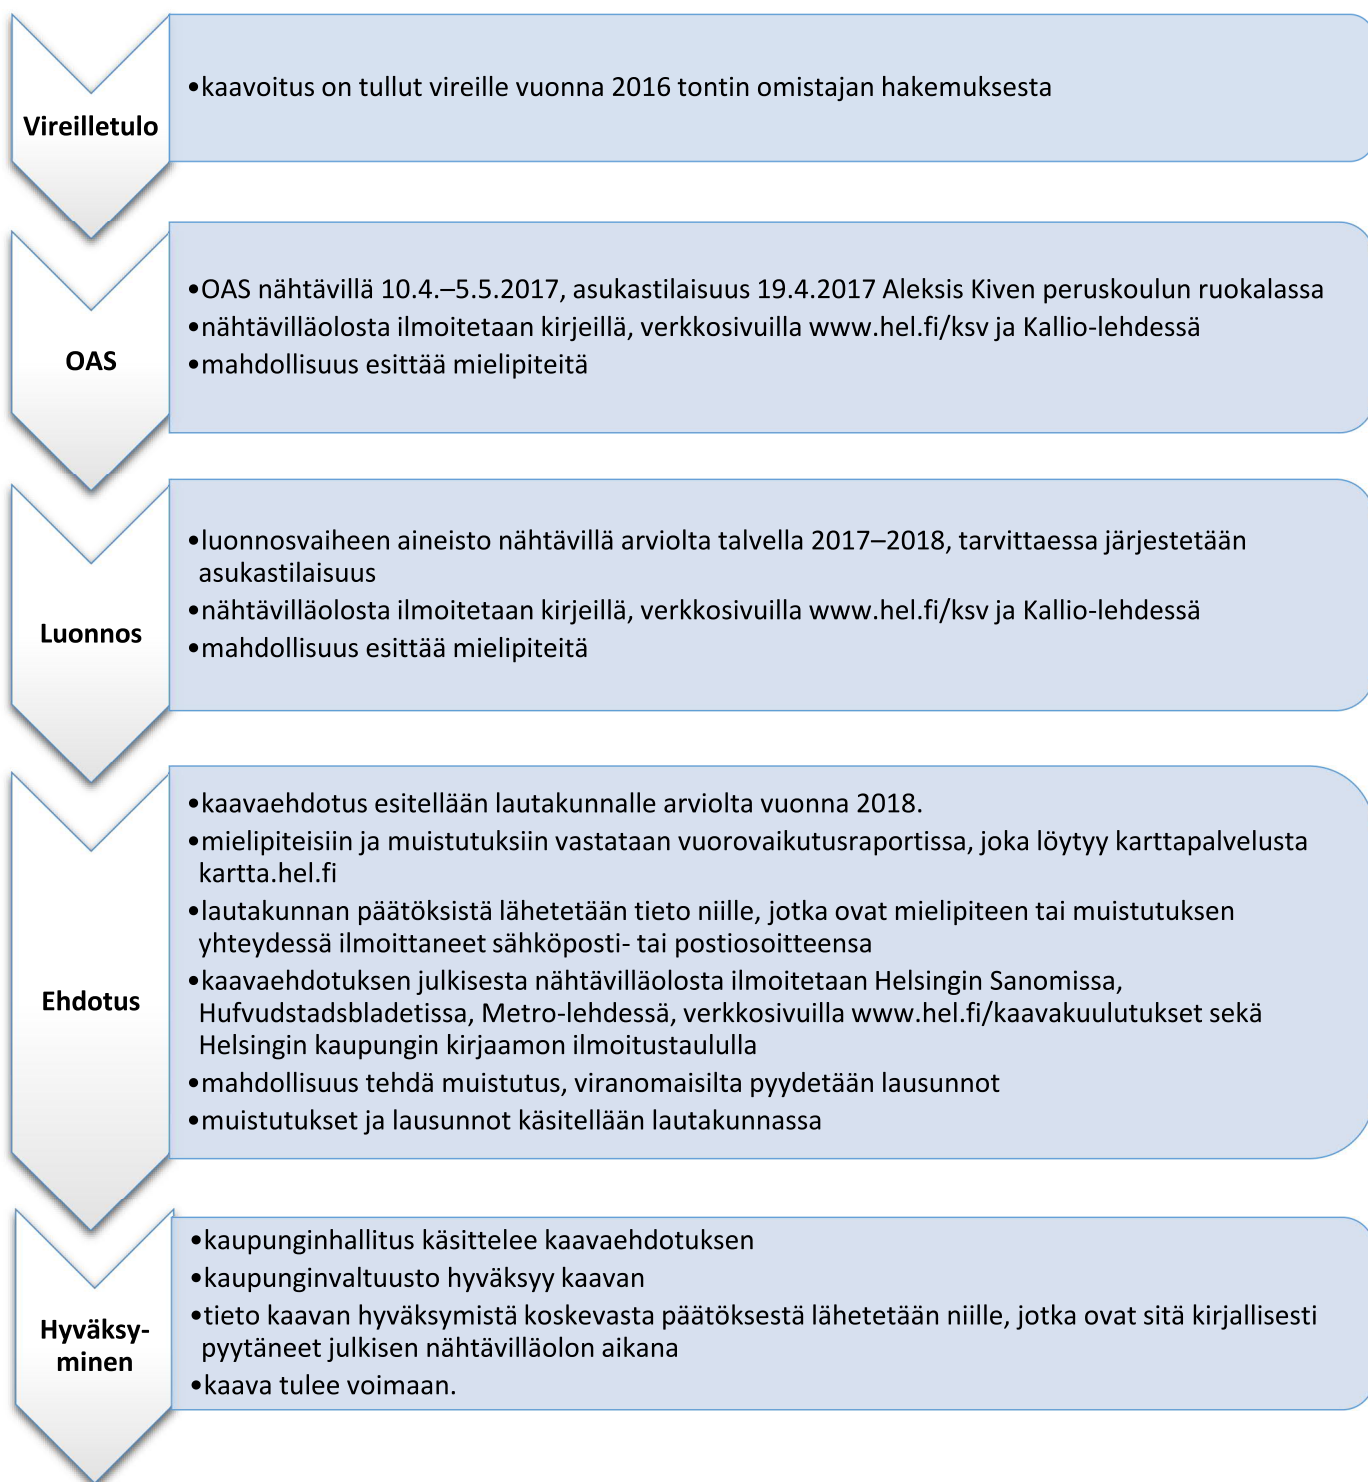 Vireilletulo
•kaavoitus on tullut vireille vuonna 2016 tontin omistajan hakemuksesta
OAS
•OAS nähtävillä 10.4.–5.5.2017, asukastilaisuus 19.4.2017 Aleksis Kiven peruskoulun ruokalassa
•nähtävilläolosta ilmoitetaan kirjeillä, verkkosivuilla www.hel.fi/ksv ja Kallio-lehdessä
•mahdollisuus esittää mielipiteitä
Luonnos
•luonnosvaiheen aineisto nähtävillä arviolta talvella 2017–2018, tarvittaessa järjestetään
asukastilaisuus
•nähtävilläolosta ilmoitetaan kirjeillä, verkkosivuilla www.hel.fi/ksv ja Kallio-lehdessä
•mahdollisuus esittää mielipiteitä
Ehdotus
•kaavaehdotus esitellään lautakunnalle arviolta vuonna 2018.
•mielipiteisiin ja muistutuksiin vastataan vuorovaikutusraportissa, joka löytyy karttapalvelusta
kartta.hel.fi
•lautakunnan päätöksistä lähetetään tieto niille, jotka ovat mielipiteen tai muistutuksen
yhteydessä ilmoittaneet sähköposti- tai postiosoitteensa
•kaavaehdotuksen julkisesta nähtävilläolosta ilmoitetaan Helsingin Sanomissa,
Hufvudstadsbladetissa, Metro-lehdessä, verkkosivuilla www.hel.fi/kaavakuulutukset sekä
Helsingin kaupungin kirjaamon ilmoitustaululla
•mahdollisuus tehdä muistutus, viranomaisilta pyydetään lausunnot
•muistutukset ja lausunnot käsitellään lautakunnassa
Hyväksy-
minen
•kaupunginhallitus käsittelee kaavaehdotuksen
•kaupunginvaltuusto hyväksyy kaavan
•tieto kaavan hyväksymistä koskevasta päätöksestä lähetetään niille, jotka ovat sitä kirjallisesti
pyytäneet julkisen nähtävilläolon aikana
•kaava tulee voimaan.